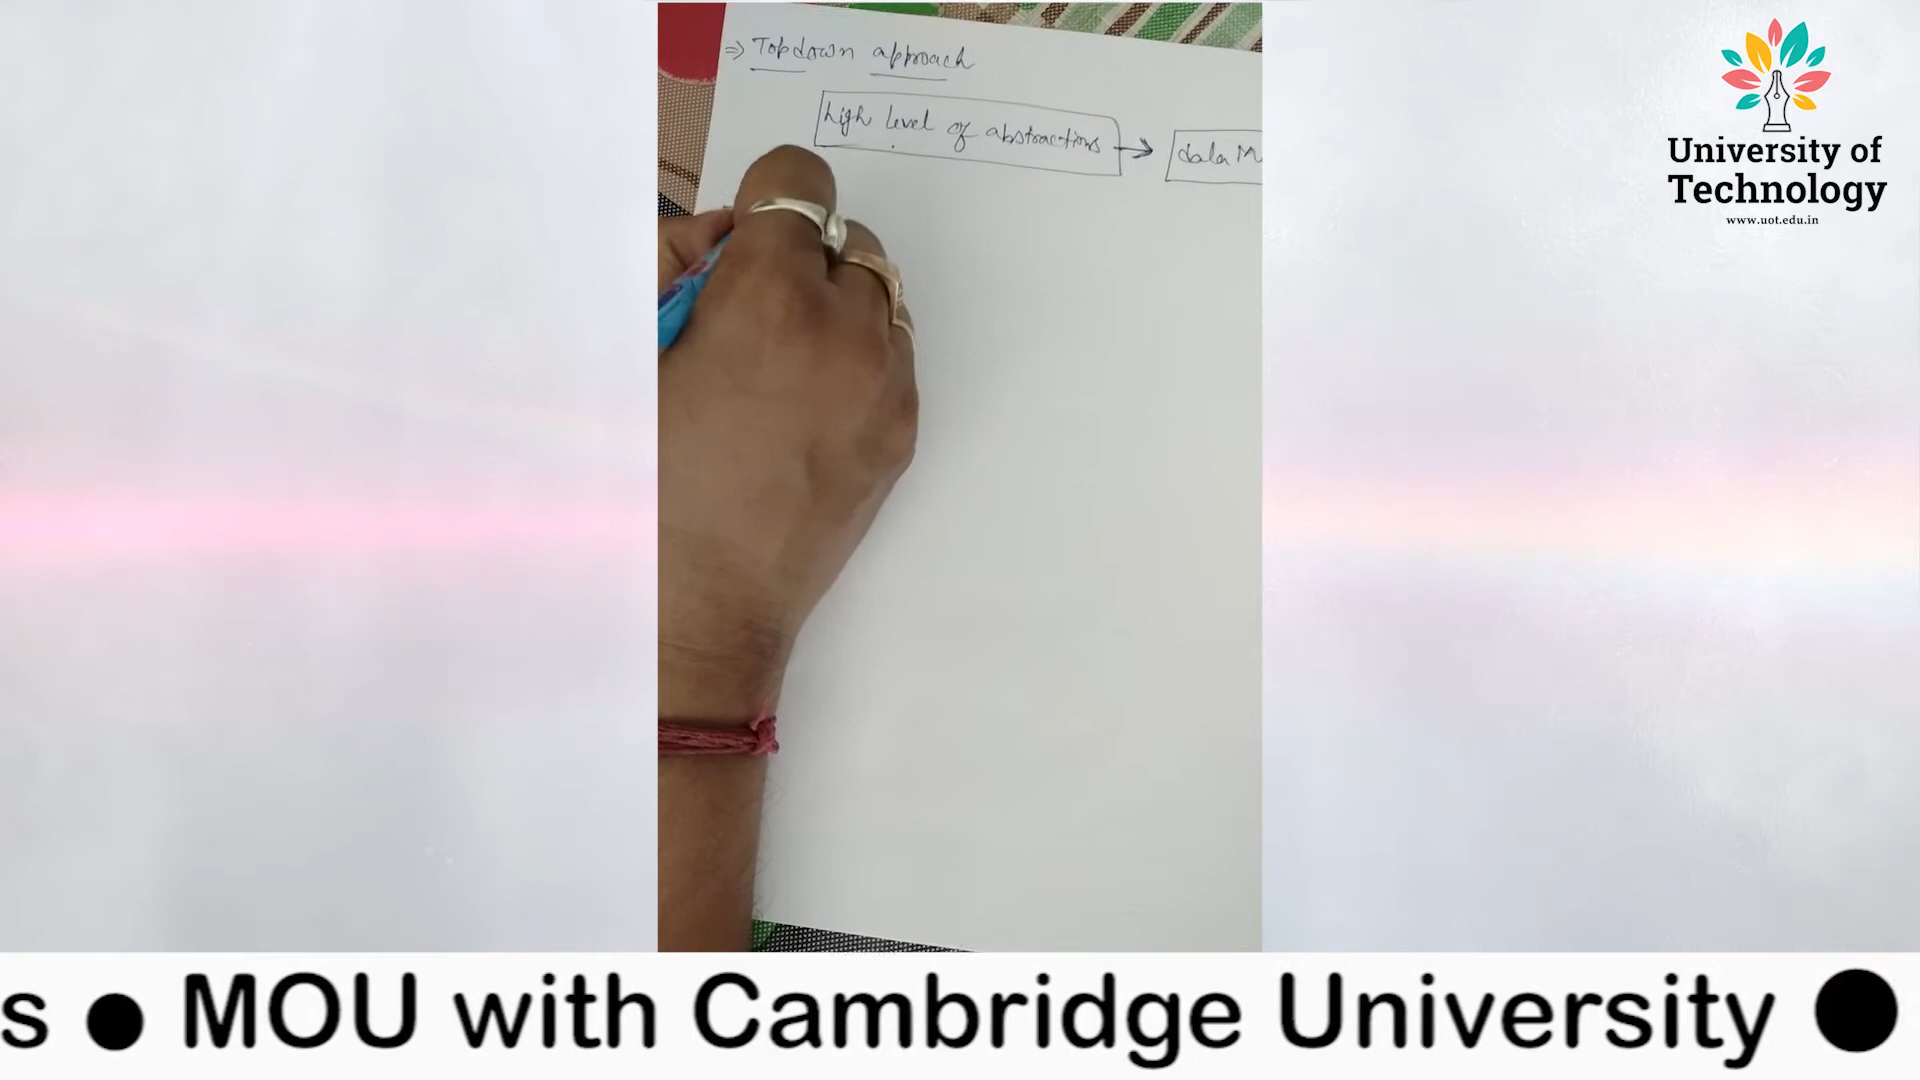 ⇒ Topdown approach
high level of abstractions → data M
University of
Technology
www.uot.edu.in
s ● MOU with Cambridge University ●